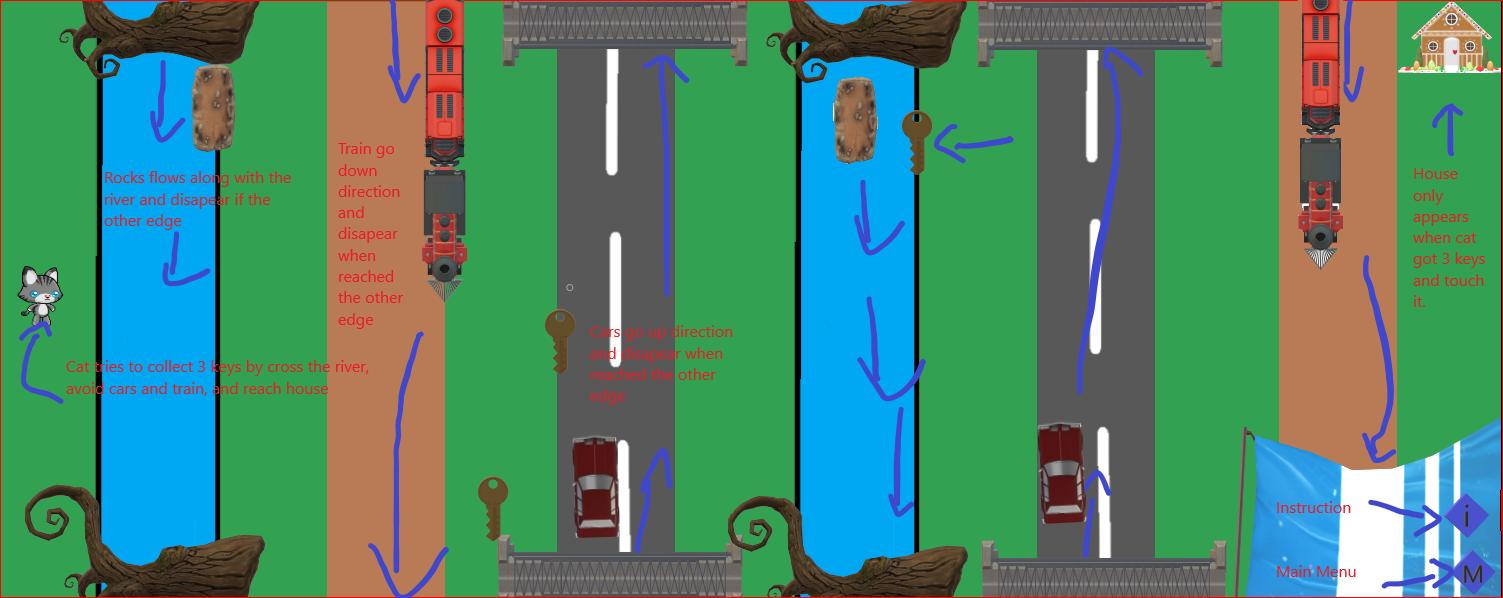 Rocks flows along with the
river and disapear if the
other edge
Cat tries to collect 3 keys by cross the river,
avoid cars and train, and reach house
Train go
down
direction
and
disapear
when
reached
the other
edge
Cars go up direction
and disapear when
reached the other
edge
House
only
appears
when cat
got 3 keys
and touch
it.
Instruction
i
Main Menu
M